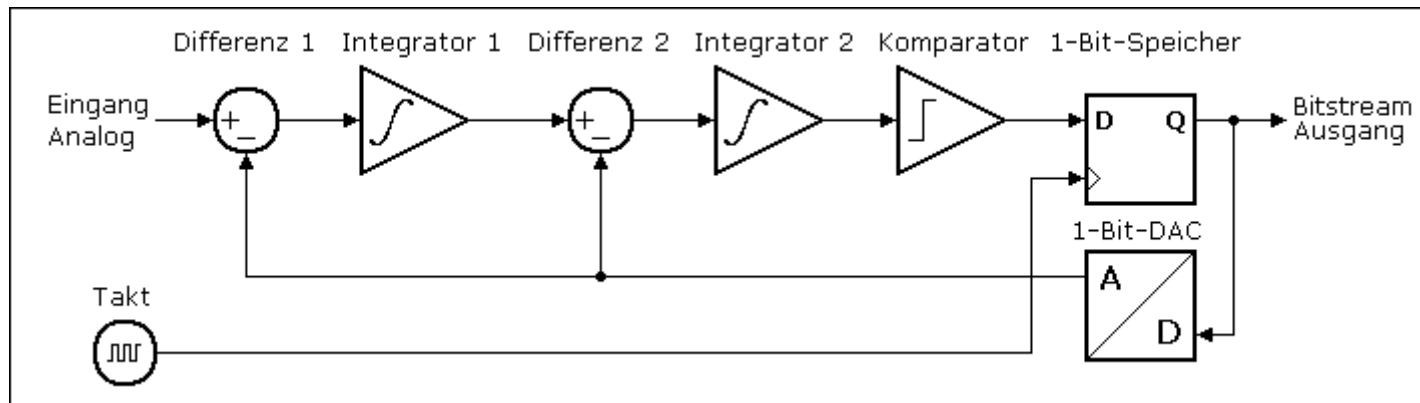 Differenz 1
Integrator 1
Differenz 2
Integrator 2
Komparator
1-Bit-Speicher
Eingang
Analog
+
−
+
−
D
Q
Bitstream
Ausgang
1-Bit-DAC
A
D
Takt